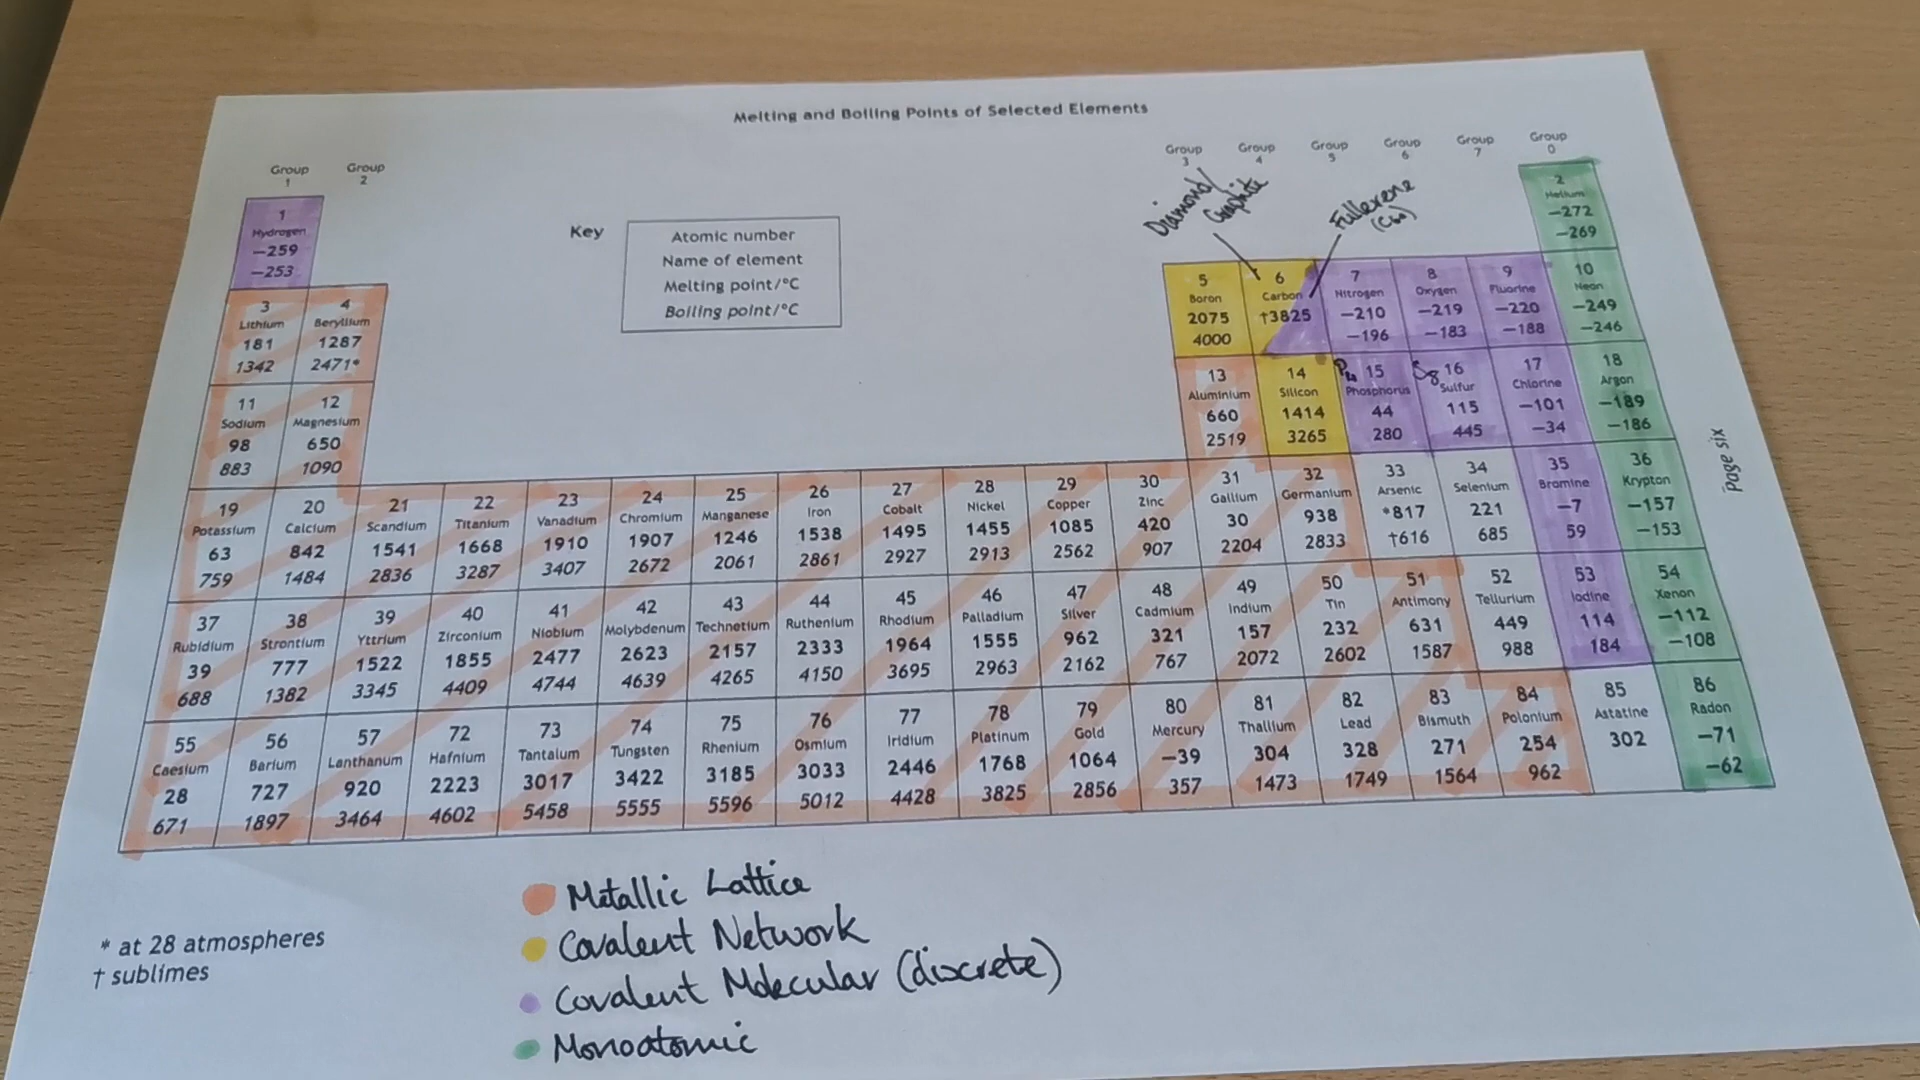 Melting and Boiling Points of Selected Elements
Group 1
Group 2
Group 3
Group 4
Group 5
Group 6
Group 7
Group 0
Key
Atomic number
Name of element
Melting point/°C
Boiling point/°C
Diamond/
Graphite
Fullerene
(C60)
1
Hydrogen
−259
−253
2
Helium
−272
−269
3
Lithium
181
1342
4
Beryllium
1287
2471*
5
Boron
2075
4000
6
Carbon
†3825
7
Nitrogen
−210
−196
8
Oxygen
−219
−183
9
Fluorine
−220
−188
10
Neon
−249
−246
11
Sodium
98
883
12
Magnesium
650
1090
13
Aluminium
660
2519
14
Silicon
1414
3265
P4 15
Phosphorus
44
280
S8 16
Sulfur
115
445
17
Chlorine
−101
−34
18
Argon
−189
−186
19
Potassium
63
759
20
Calcium
842
1484
21
Scandium
1541
2836
22
Titanium
1668
3287
23
Vanadium
1910
3407
24
Chromium
1907
2672
25
Manganese
1246
2061
26
Iron
1538
2861
27
Cobalt
1495
2927
28
Nickel
1455
2913
29
Copper
1085
2562
30
Zinc
420
907
31
Gallium
30
2204
32
Germanium
938
2833
33
Arsenic
*817
†616
34
Selenium
221
685
35
Bromine
−7
59
36
Krypton
−157
−153
37
Rubidium
39
688
38
Strontium
777
1382
39
Yttrium
1522
3345
40
Zirconium
1855
4409
41
Niobium
2477
4744
42
Molybdenum
2623
4639
43
Technetium
2157
4265
44
Ruthenium
2333
4150
45
Rhodium
1964
3695
46
Palladium
1555
2963
47
Silver
962
2162
48
Cadmium
321
767
49
Indium
157
2072
50
Tin
232
2602
51
Antimony
631
1587
52
Tellurium
449
988
53
Iodine
114
184
54
Xenon
−112
−108
55
Caesium
28
671
56
Barium
727
1897
57
Lanthanum
920
3464
72
Hafnium
2223
4602
73
Tantalum
3017
5458
74
Tungsten
3422
5555
75
Rhenium
3185
5596
76
Osmium
3033
5012
77
Iridium
2446
4428
78
Platinum
1768
3825
79
Gold
1064
2856
80
Mercury
−39
357
81
Thallium
304
1473
82
Lead
328
1749
83
Bismuth
271
1564
84
Polonium
254
962
85
Astatine
302
86
Radon
−71
−62
Page six
* at 28 atmospheres
† sublimes
Metallic Lattice
Covalent Network
Covalent Molecular (discrete)
Monoatomic